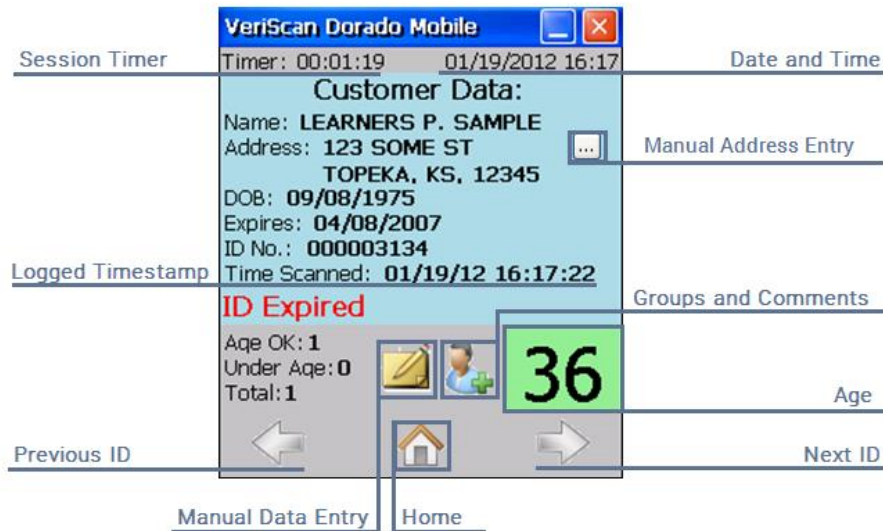 VeriScan Dorado Mobile
Session Timer
Timer: 00:01:19 01/19/2012 16:17
Date and Time
Customer Data:
Name: LEARNERS P. SAMPLE
Address: 123 SOME ST
...
Manual Address Entry
TOPEKA, KS, 12345
DOB: 09/08/1975
Expires: 04/08/2007
ID No.: 000003134
Logged Timestamp
Time Scanned: 01/19/12 16:17:22
Groups and Comments
ID Expired
Age OK: 1
Under Age: 0
Total: 1
36
Age
Previous ID
Next ID
Manual Data Entry
Home